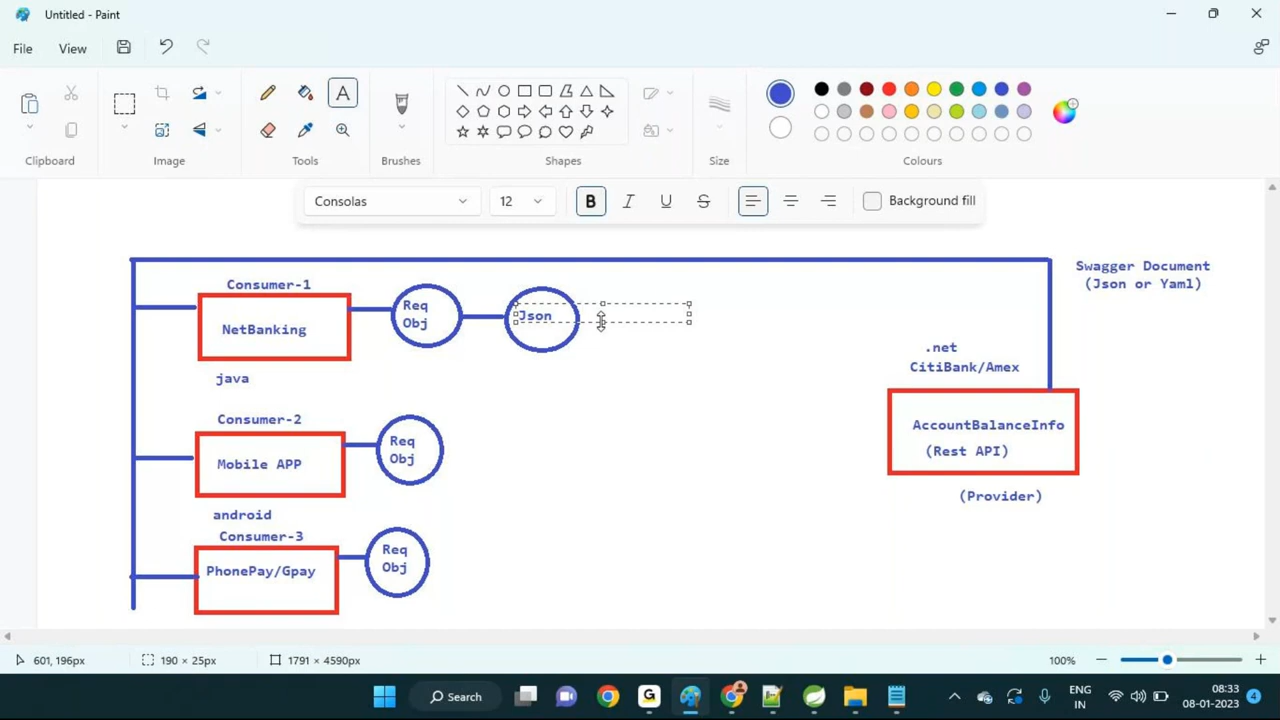 Untitled - Paint
File
View
Clipboard
Image
A
Tools
Brushes
Shapes
Size
Colours
Consolas
12
B
I
U
S
Background fill
Swagger Document
(Json or Yaml)
Consumer-1
NetBanking
java
Req
Obj
Json
.net
CitiBank/Amex
AccountBalanceInfo
(Rest API)
(Provider)
Consumer-2
Mobile APP
android
Req
Obj
Consumer-3
PhonePay/Gpay
Req
Obj
601, 196px
190 × 25px
1791 × 4590px
100%
Search
G
ENG
IN
08:33
08-01-2023
4